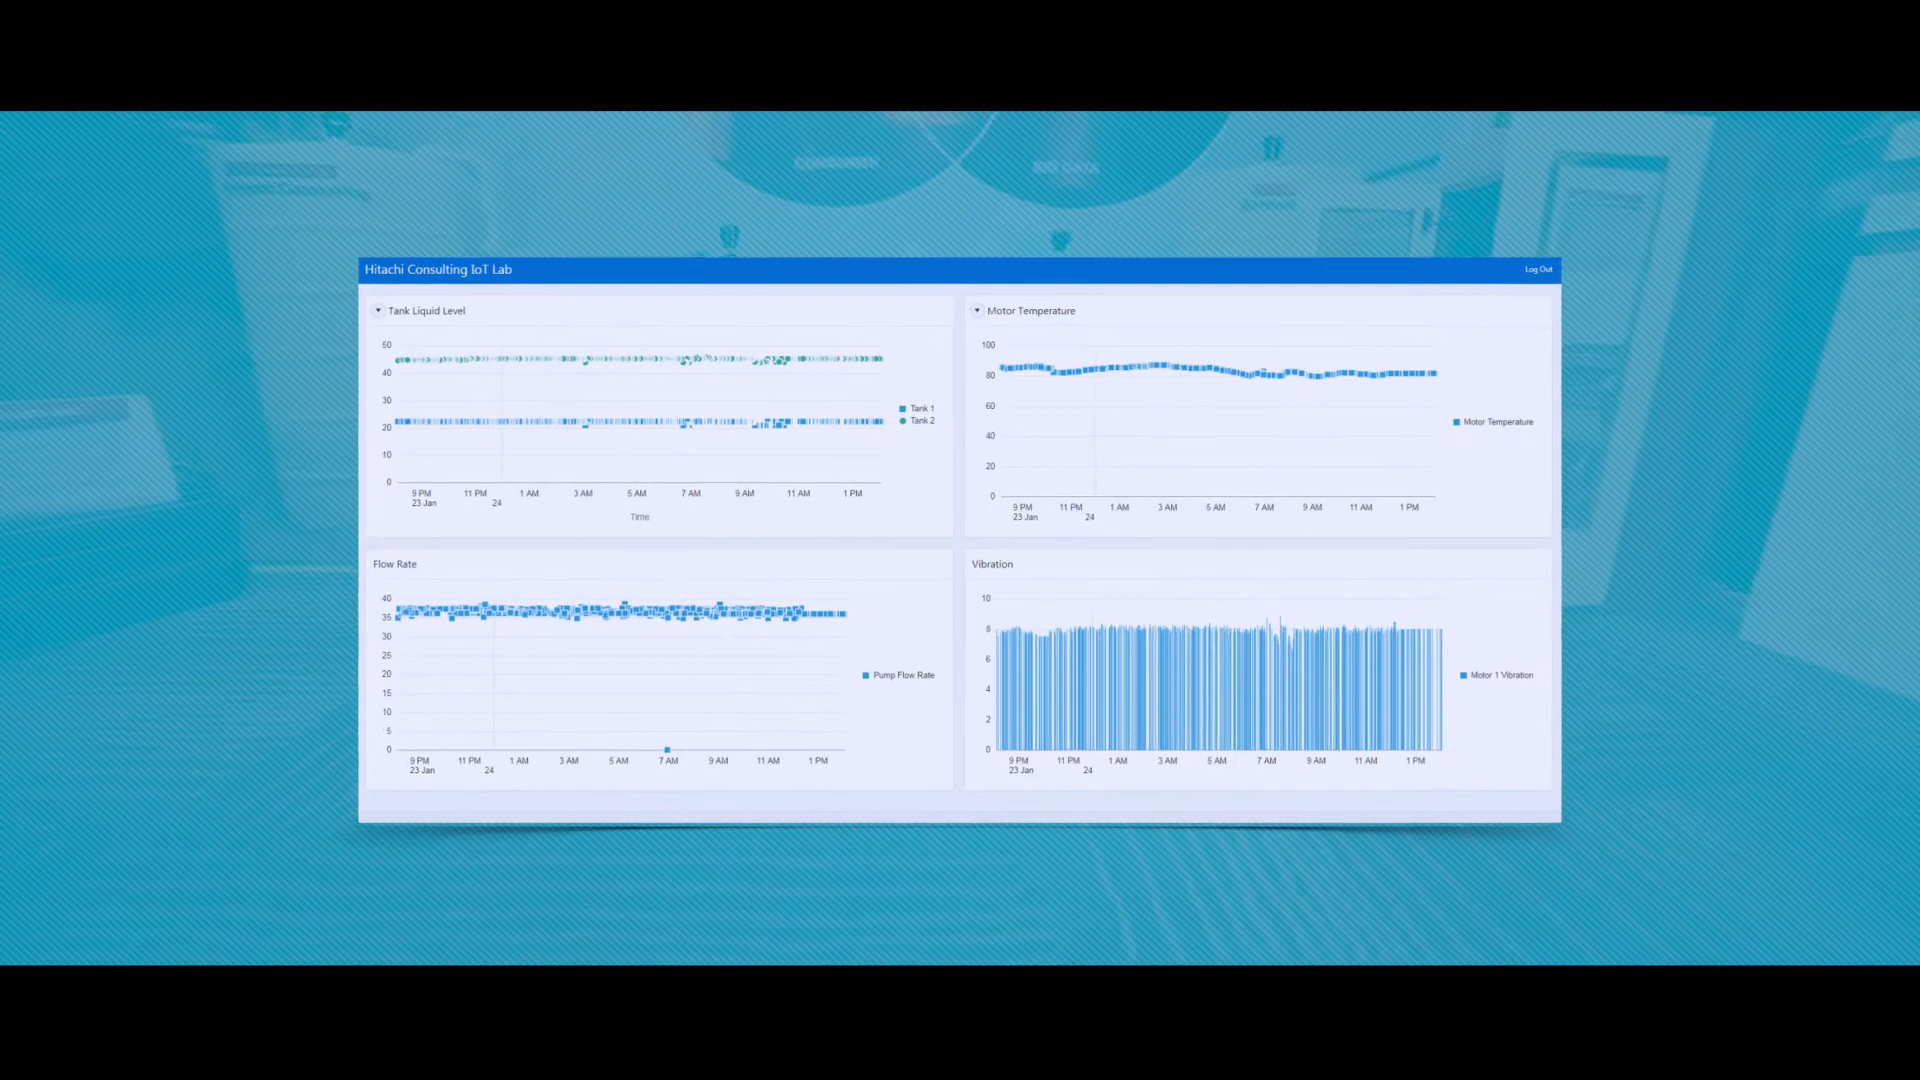 CONSUMER
BIG DATA
Hitachi Consulting IoT Lab
Log Out
Tank Liquid Level
50
40
30
20
10
0
9 PM 11 PM 1 AM 3 AM 5 AM 7 AM 9 AM 11 AM 1 PM
23 Jan 24
Time
Tank 1
Tank 2
Motor Temperature
100
80
60
40
20
0
9 PM 11 PM 1 AM 3 AM 5 AM 7 AM 9 AM 11 AM 1 PM
23 Jan 24
Motor Temperature
Flow Rate
40
35
30
25
20
15
10
5
0
9 PM 11 PM 1 AM 3 AM 5 AM 7 AM 9 AM 11 AM 1 PM
23 Jan 24
Pump Flow Rate
Vibration
10
8
6
4
2
0
9 PM 11 PM 1 AM 3 AM 5 AM 7 AM 9 AM 11 AM 1 PM
23 Jan 24
Motor 1 Vibration